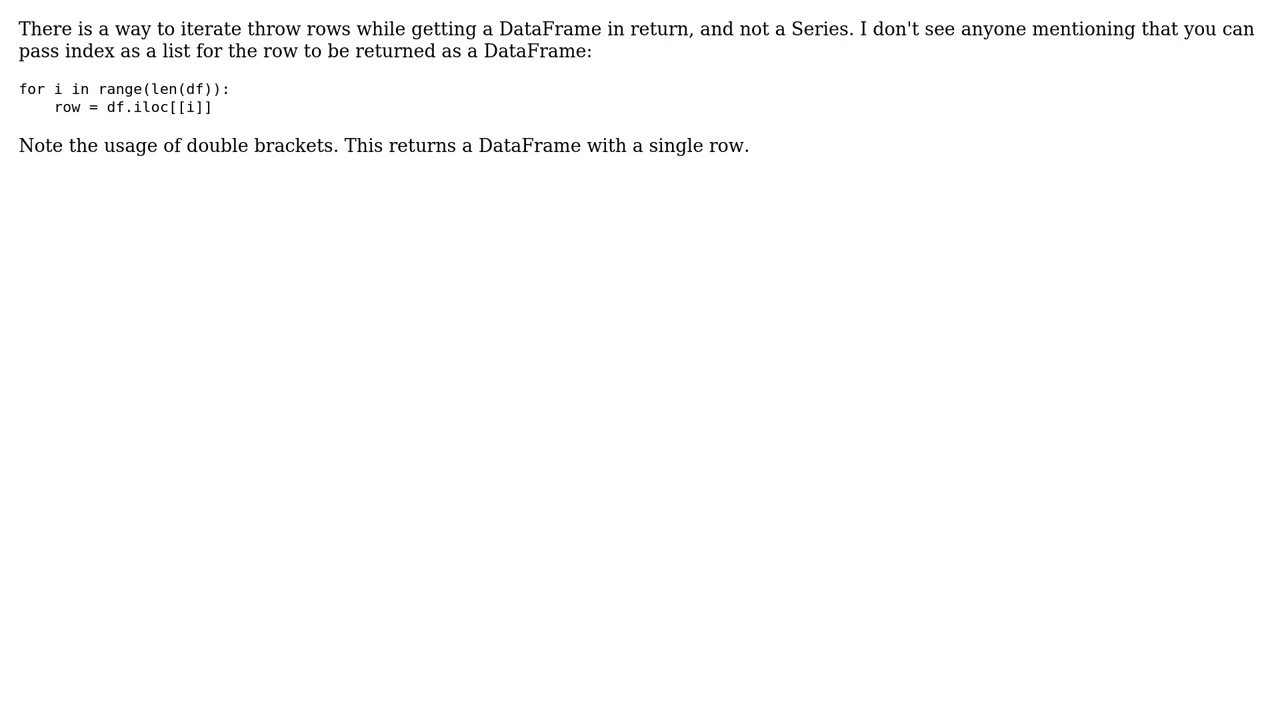 There is a way to iterate throw rows while getting a DataFrame in return, and not a Series. I don't see anyone mentioning that you can
pass index as a list for the row to be returned as a DataFrame:
for i in range(len(df)):
    row = df.iloc[[i]]
Note the usage of double brackets. This returns a DataFrame with a single row.